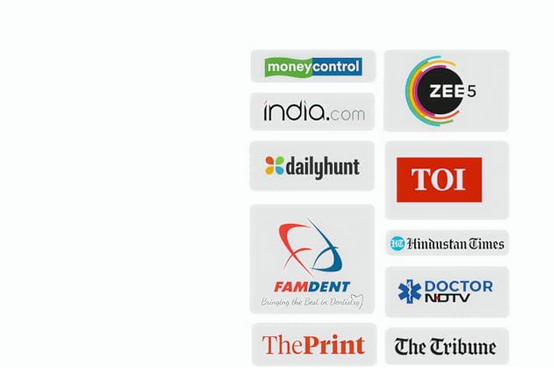 moneycontrol
india.com
dailyhunt
FAMDENT
Bringing the Best in Dentistry
ThePrint
ZEE5
TOI
HT Hindustan Times
DOCTOR
NDTV
The Tribune